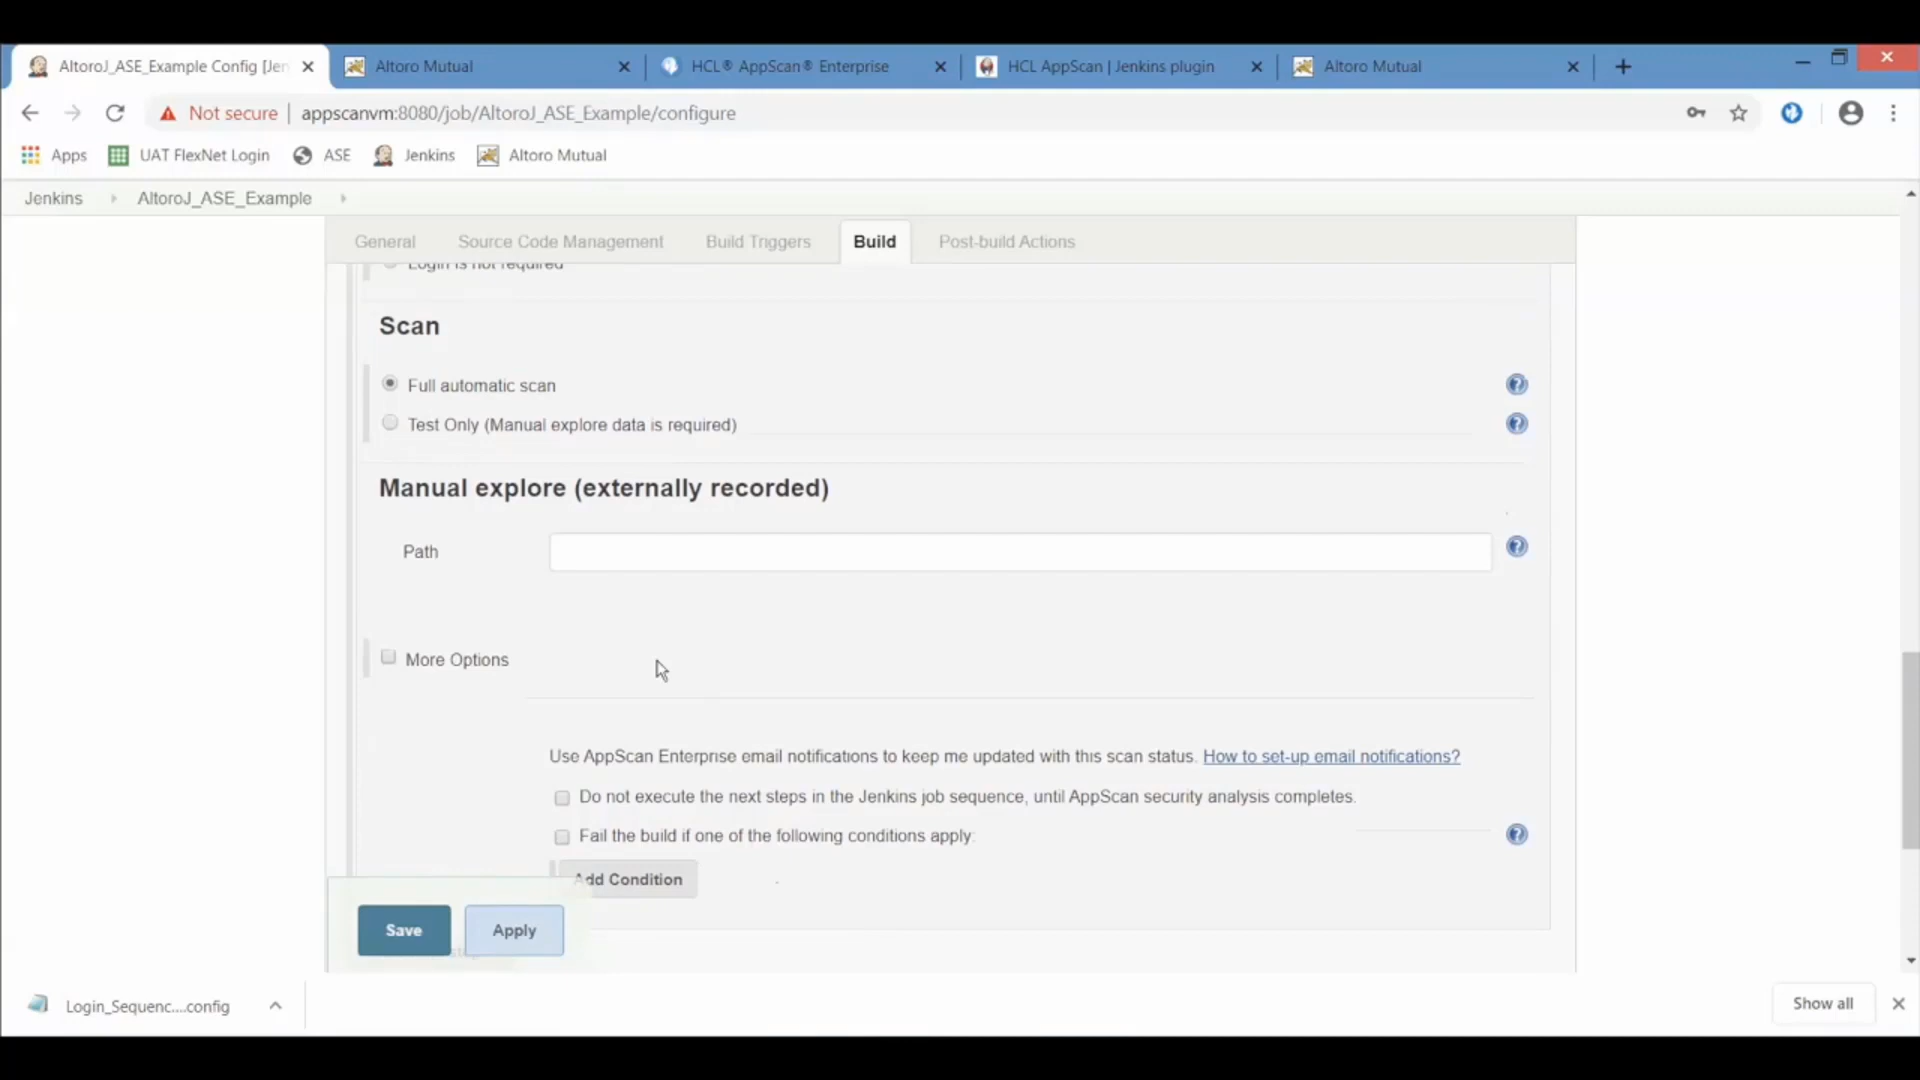 AltoroJ_ASE_Example Config [Jen
Altoro Mutual
HCL® AppScan® Enterprise
HCL AppScan | Jenkins plugin
Altoro Mutual
Not secure
appscanvm:8080/job/AltoroJ_ASE_Example/configure
Apps
UAT FlexNet Login
ASE
Jenkins
Altoro Mutual
Jenkins
AltoroJ_ASE_Example
General
Source Code Management
Build Triggers
Build
Post-build Actions
Login is not required
Scan
Full automatic scan
Test Only (Manual explore data is required)
Manual explore (externally recorded)
Path
More Options
Use AppScan Enterprise email notifications to keep me updated with this scan status. How to set-up email notifications?
Do not execute the next steps in the Jenkins job sequence, until AppScan security analysis completes.
Fail the build if one of the following conditions apply:
Add Condition
Save
Apply
Login_Sequenc....config
Show all